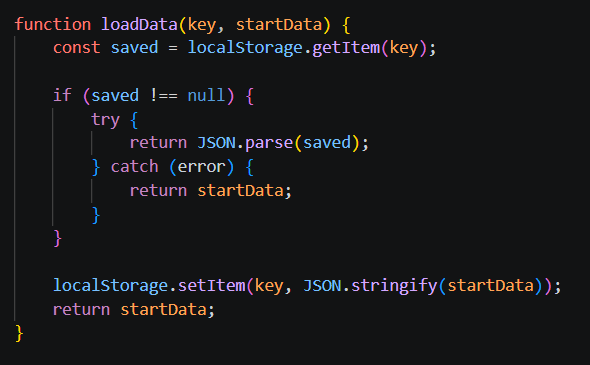 function loadData(key, startData) {
    const saved = localStorage.getItem(key);

    if (saved !== null) {
        try {
            return JSON.parse(saved);
        } catch (error) {
            return startData;
        }
    }

    localStorage.setItem(key, JSON.stringify(startData));
    return startData;
}